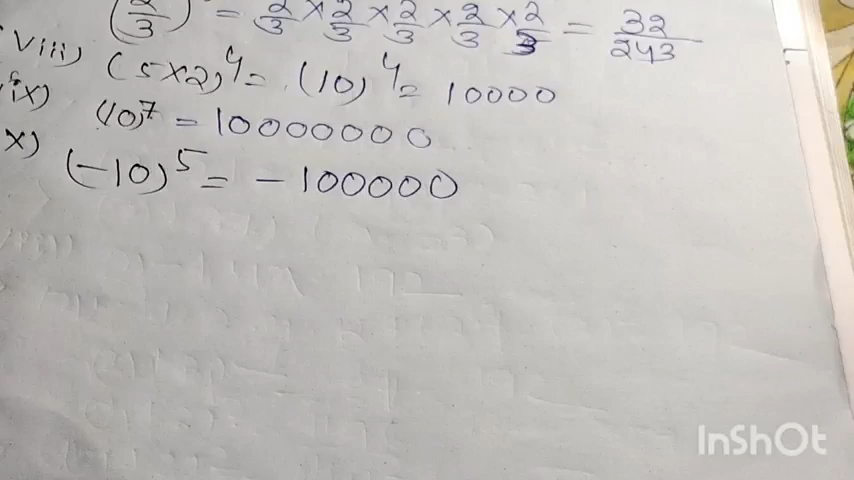 (2/3) = 2/3 × 2/3 × 2/3 × 2/3 × 2/3 = 32/243
viii) (5×2)⁴ = (10)⁴ = 10000
ix) (10)⁷ = 10000000
x) (-10)⁵ = -100000
InShOt